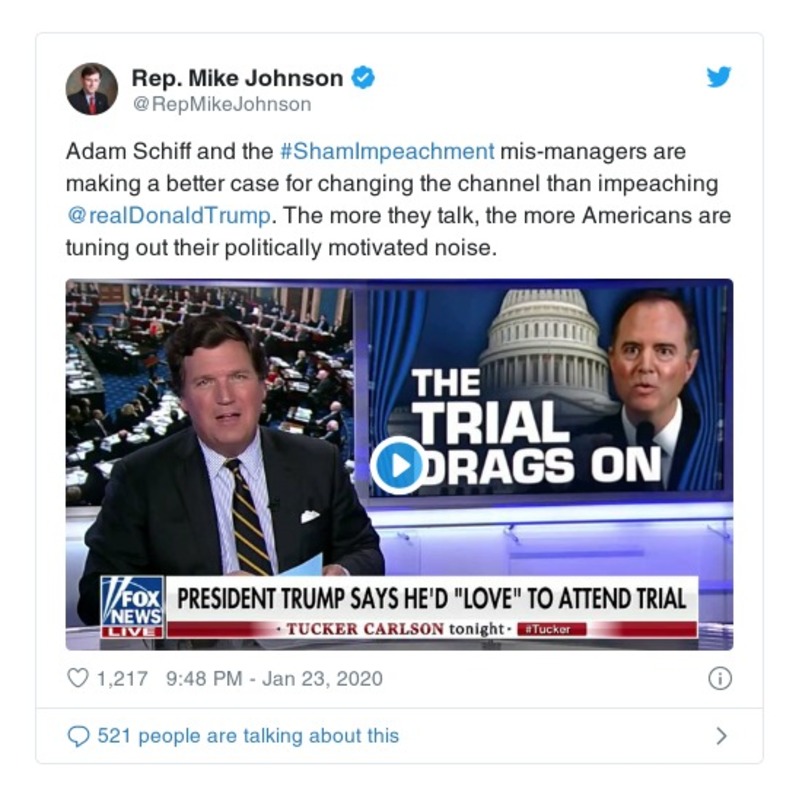 Rep. Mike Johnson
@RepMikeJohnson
Adam Schiff and the #ShamImpeachment mis-managers are
making a better case for changing the channel than impeaching
@realDonaldTrump. The more they talk, the more Americans are
tuning out their politically motivated noise.
THE
TRIAL
DRAGS ON
FOX
NEWS
LIVE
PRESIDENT TRUMP SAYS HE'D "LOVE" TO ATTEND TRIAL
· TUCKER CARLSON tonight · #Tucker
1,217 9:48 PM - Jan 23, 2020
521 people are talking about this